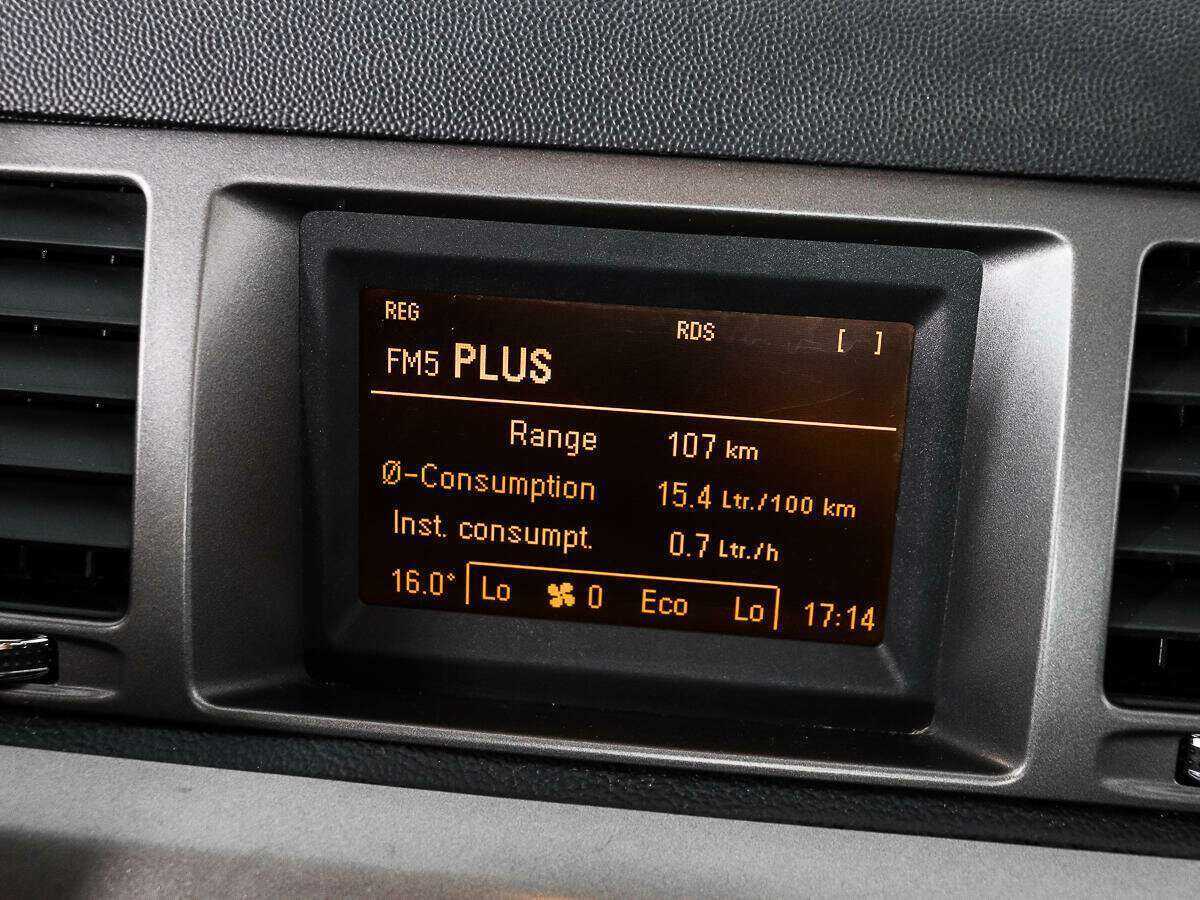 REG RDS [ ]
FM5 PLUS
Range 107 km
Ø-Consumption 15.4 Ltr./100 km
Inst. consumpt. 0.7 Ltr./h
16.0° Lo 0 Eco Lo 17:14